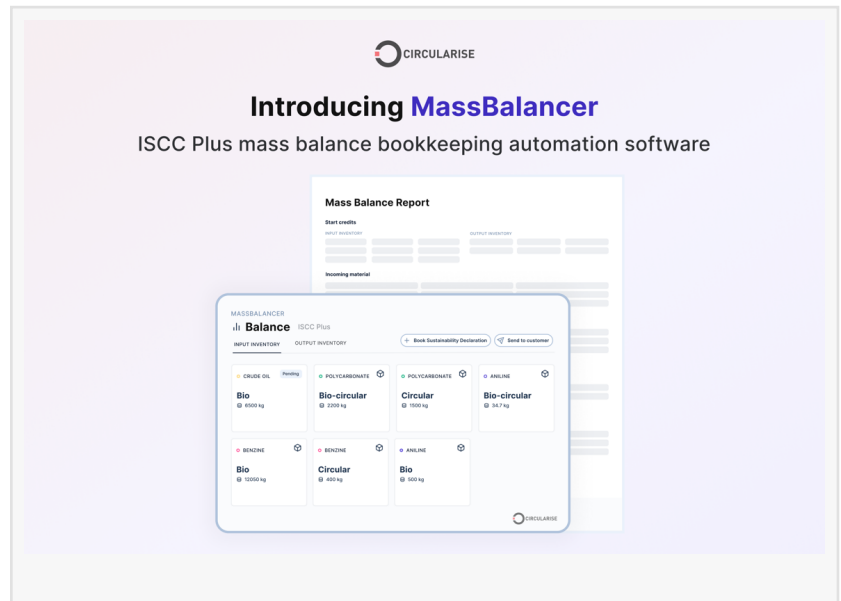 CIRCULARISE
Introducing MassBalancer
ISCC Plus mass balance bookkeeping automation software
Mass Balance Report
Start credits
INPUT INVENTORY
OUTPUT INVENTORY
Incoming material
MASSBALANCER
Balance ISCC Plus
INPUT INVENTORY OUTPUT INVENTORY
+ Book Sustainability Declaration
Send to customer
CRUDE OIL Pending
Bio
6500 kg
POLYCARBONATE
Bio-circular
2200 kg
POLYCARBONATE
Circular
1500 kg
ANILINE
Bio-circular
34.7 kg
BENZINE
Bio
12050 kg
BENZINE
Circular
400 kg
ANILINE
Bio
500 kg
CIRCULARISE